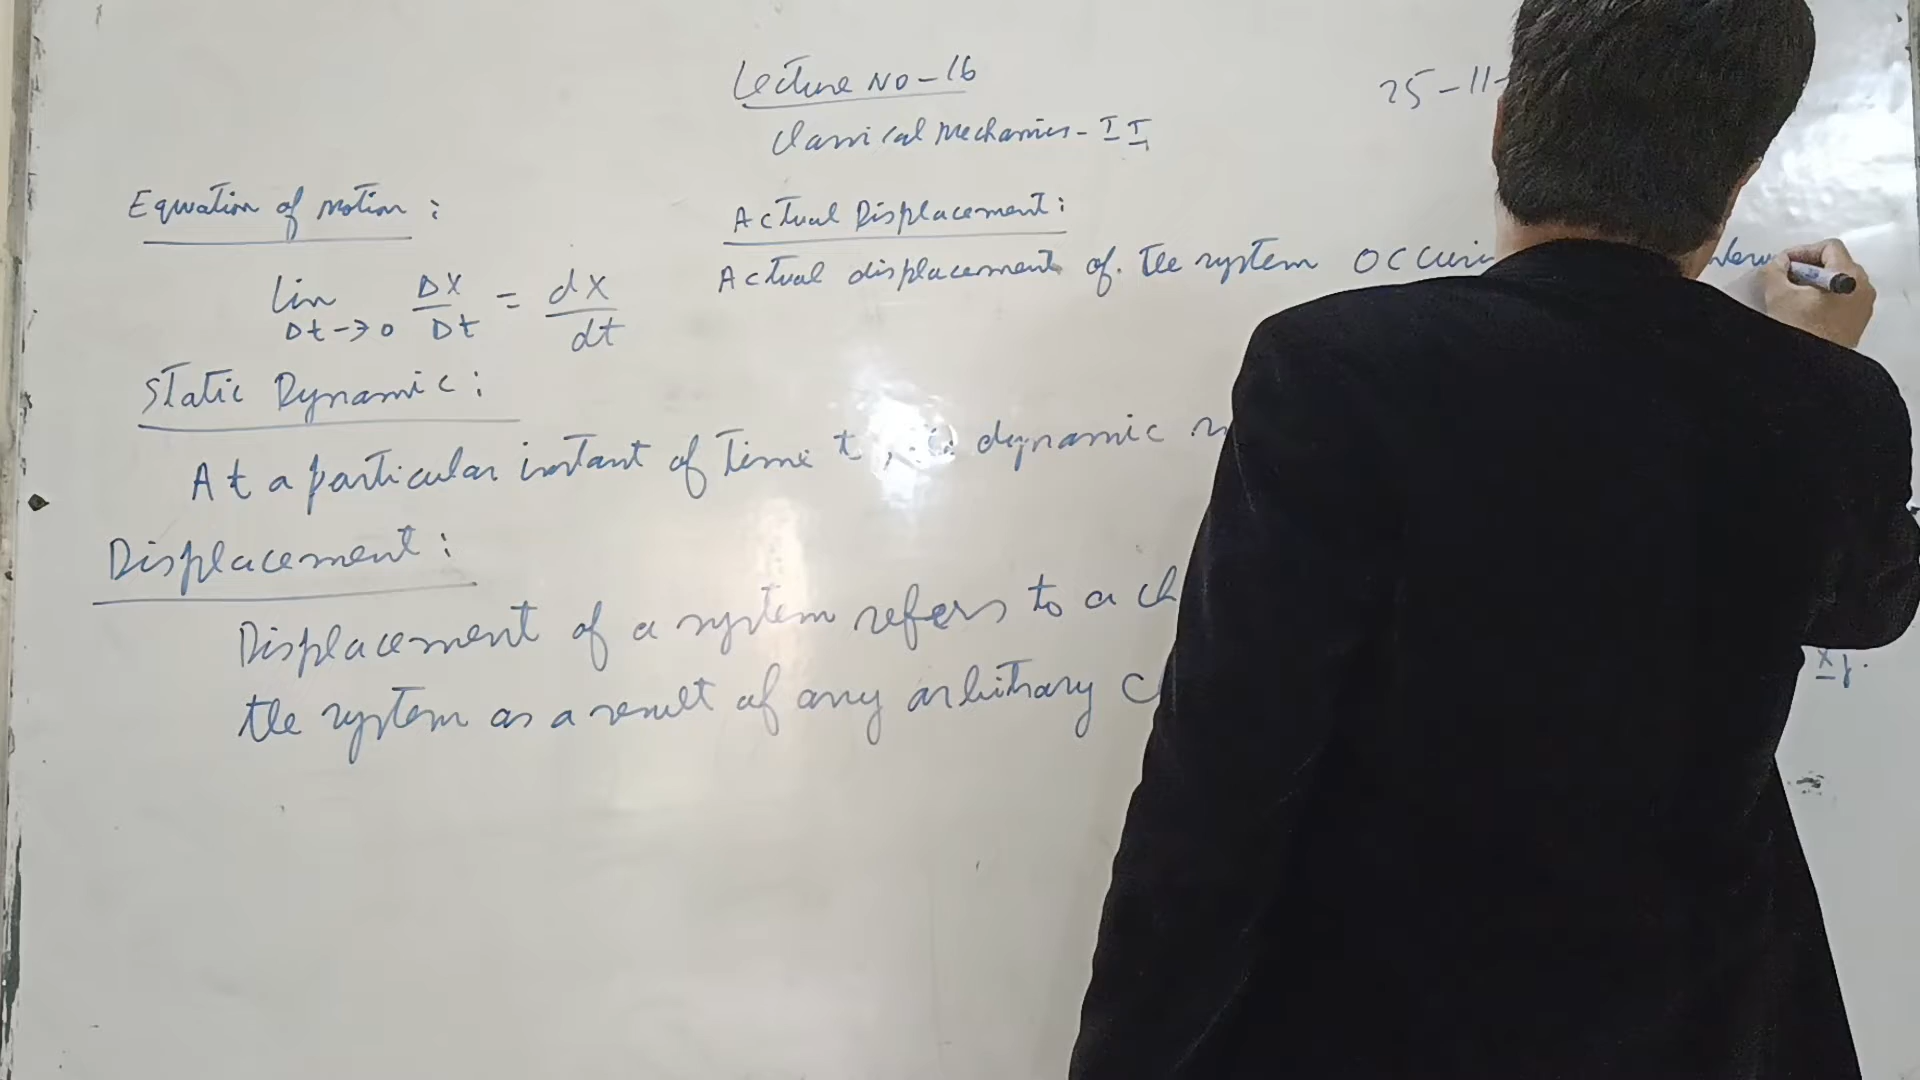 Lecture No-16
25-11-
Classical Mechanics-II
Equation of motion:
lim Δt→0 ΔX/Δt = dx/dt
Static Dynamic:
At a particular instant of time t, dynamic
Displacement:
Displacement of a system refers to a ch
the system as a result of any arbitrary c
Actual Displacement:
Actual displacement of the system occuri